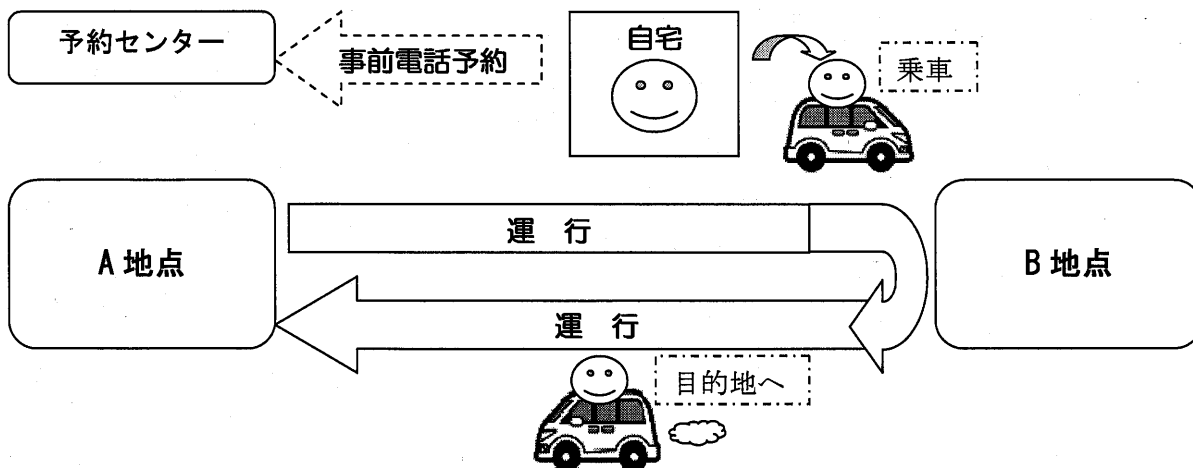 予約センター
事前電話予約
自宅
乗車
A地点
運 行
B地点
運 行
目的地へ